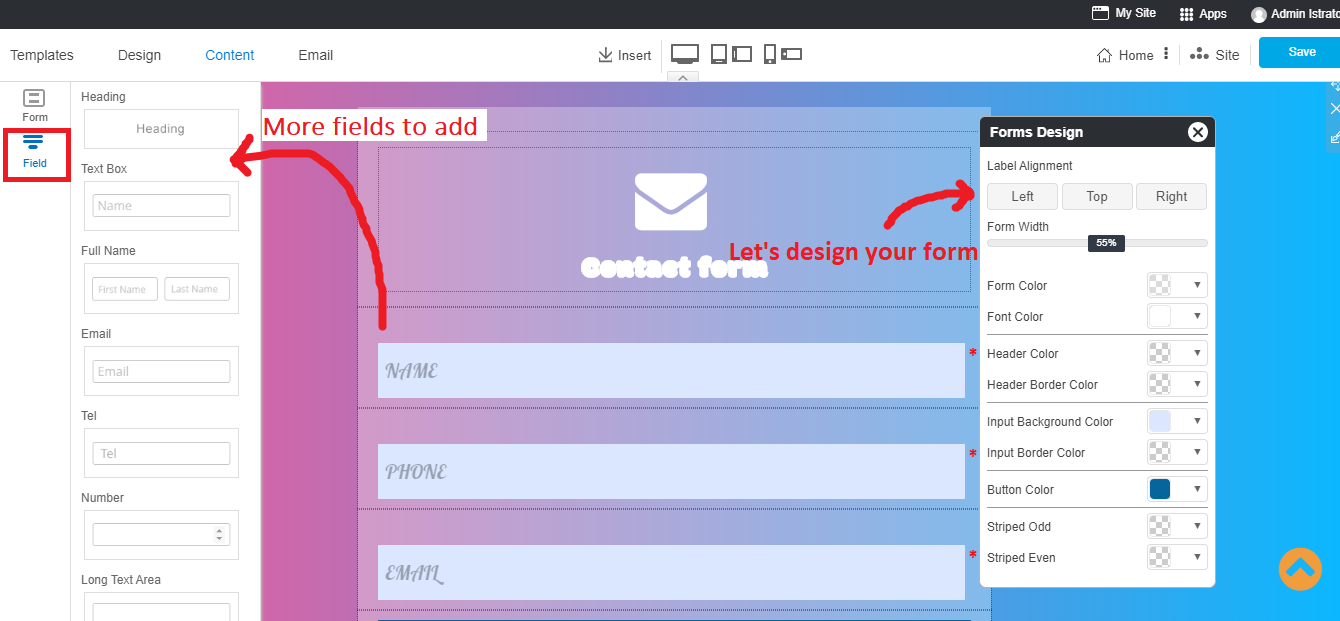 My Site
Apps
Admin Istrato
Templates
Design
Content
Email
Insert
Home
Site
Save
Form
Field
Heading
Heading
Text Box
Name
Full Name
First Name
Last Name
Email
Email
Tel
Tel
Number
Long Text Area
More fields to add
Contact form
Let's design your form
NAME
*
PHONE
*
EMAIL
*
Forms Design
Label Alignment
Left
Top
Right
Form Width
55%
Form Color
Font Color
Header Color
Header Border Color
Input Background Color
Input Border Color
Button Color
Striped Odd
Striped Even